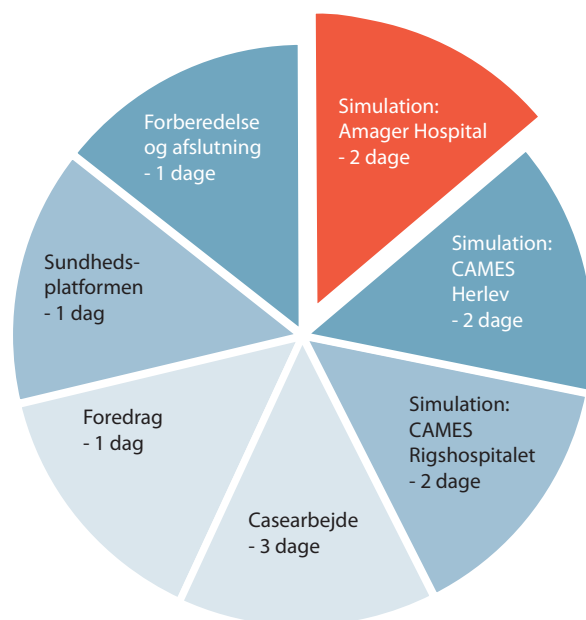 Simulation:
Amager Hospital
- 2 dage
Simulation:
CAMES
Herlev
- 2 dage
Simulation:
CAMES
Rigshospitalet
- 2 dage
Casearbejde
- 3 dage
Foredrag
- 1 dag
Sundheds-
platformen
- 1 dag
Forberedelse
og afslutning
- 1 dage